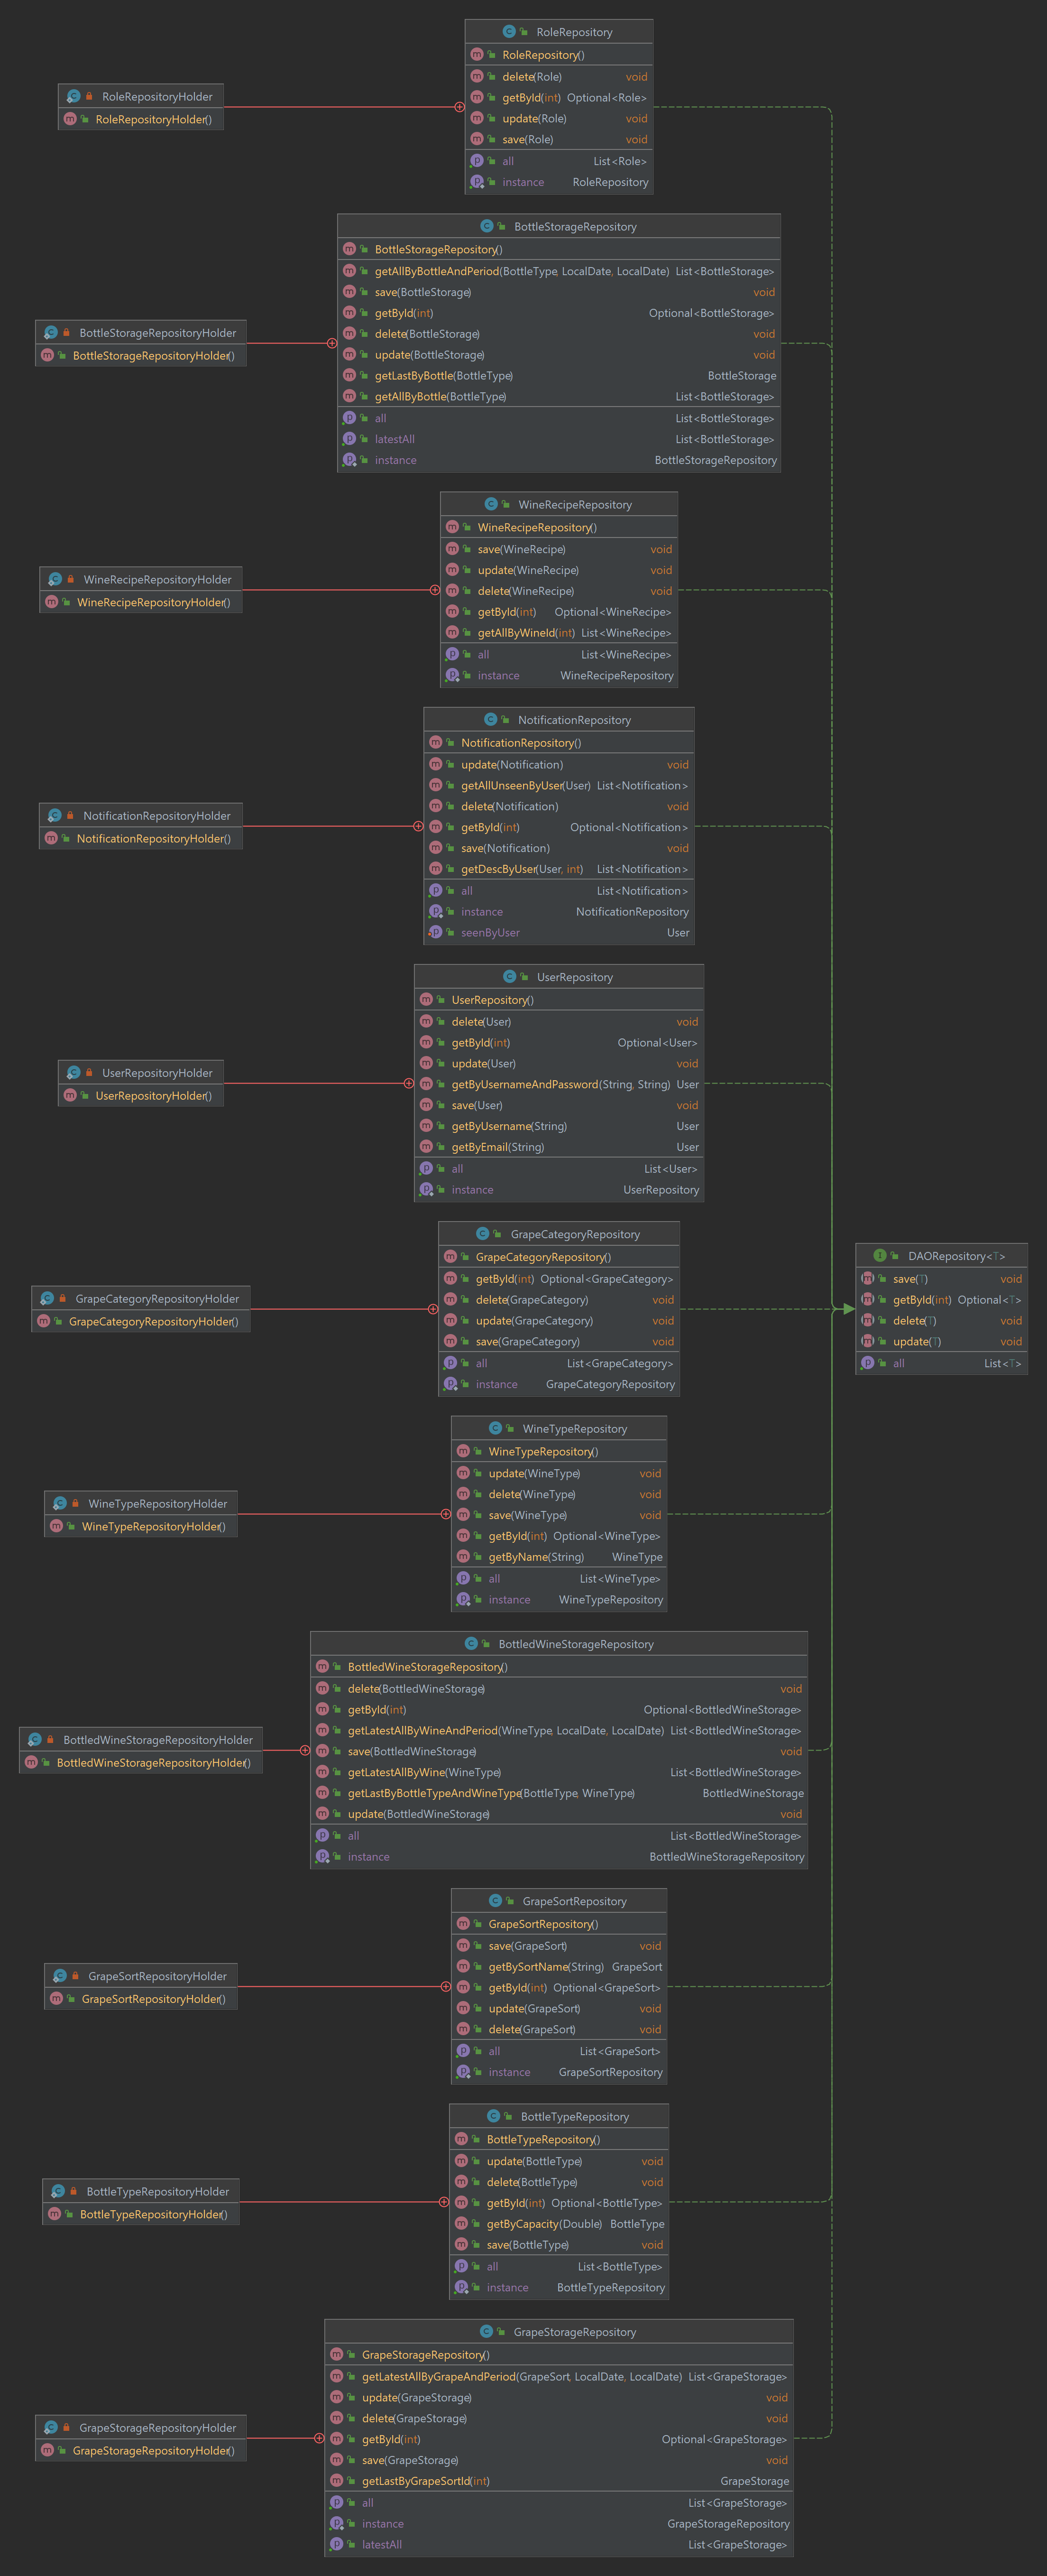 RoleRepository
RoleRepository()
delete(Role) void
getById(int) Optional<Role>
update(Role) void
save(Role) void
all List<Role>
instance RoleRepository
RoleRepositoryHolder
RoleRepositoryHolder()
BottleStorageRepository
BottleStorageRepository()
getAllByBottleAndPeriod(BottleType, LocalDate, LocalDate) List<BottleStorage>
save(BottleStorage) void
getById(int) Optional<BottleStorage>
delete(BottleStorage) void
update(BottleStorage) void
getLastByBottle(BottleType) BottleStorage
getAllByBottle(BottleType) List<BottleStorage>
all List<BottleStorage>
latestAll List<BottleStorage>
instance BottleStorageRepository
BottleStorageRepositoryHolder
BottleStorageRepositoryHolder()
WineRecipeRepository
WineRecipeRepository()
save(WineRecipe) void
update(WineRecipe) void
delete(WineRecipe) void
getById(int) Optional<WineRecipe>
getAllByWineId(int) List<WineRecipe>
all List<WineRecipe>
instance WineRecipeRepository
WineRecipeRepositoryHolder
WineRecipeRepositoryHolder()
NotificationRepository
NotificationRepository()
update(Notification) void
getAllUnseenByUser(User) List<Notification>
delete(Notification) void
getById(int) Optional<Notification>
save(Notification) void
getDescByUser(User, int) List<Notification>
all List<Notification>
instance NotificationRepository
seenByUser User
NotificationRepositoryHolder
NotificationRepositoryHolder()
UserRepository
UserRepository()
delete(User) void
getById(int) Optional<User>
update(User) void
getByUsernameAndPassword(String, String) User
save(User) void
getByUsername(String) User
getByEmail(String) User
all List<User>
instance UserRepository
UserRepositoryHolder
UserRepositoryHolder()
GrapeCategoryRepository
GrapeCategoryRepository()
getById(int) Optional<GrapeCategory>
delete(GrapeCategory) void
update(GrapeCategory) void
save(GrapeCategory) void
all List<GrapeCategory>
instance GrapeCategoryRepository
GrapeCategoryRepositoryHolder
GrapeCategoryRepositoryHolder()
DAORepository<T>
save(T) void
getById(int) Optional<T>
delete(T) void
update(T) void
all List<T>
WineTypeRepository
WineTypeRepository()
update(WineType) void
delete(WineType) void
save(WineType) void
getById(int) Optional<WineType>
getByName(String) WineType
all List<WineType>
instance WineTypeRepository
WineTypeRepositoryHolder
WineTypeRepositoryHolder()
BottledWineStorageRepository
BottledWineStorageRepository()
delete(BottledWineStorage) void
getById(int) Optional<BottledWineStorage>
getLatestAllByWineAndPeriod(WineType, LocalDate, LocalDate) List<BottledWineStorage>
save(BottledWineStorage) void
getLatestAllByWine(WineType) List<BottledWineStorage>
getLastByBottleTypeAndWineType(BottleType, WineType) BottledWineStorage
update(BottledWineStorage) void
all List<BottledWineStorage>
instance BottledWineStorageRepository
BottledWineStorageRepositoryHolder
BottledWineStorageRepositoryHolder()
GrapeSortRepository
GrapeSortRepository()
save(GrapeSort) void
getBySortName(String) GrapeSort
getById(int) Optional<GrapeSort>
update(GrapeSort) void
delete(GrapeSort) void
all List<GrapeSort>
instance GrapeSortRepository
GrapeSortRepositoryHolder
GrapeSortRepositoryHolder()
BottleTypeRepository
BottleTypeRepository()
update(BottleType) void
delete(BottleType) void
getById(int) Optional<BottleType>
getByCapacity(Double) BottleType
save(BottleType) void
all List<BottleType>
instance BottleTypeRepository
BottleTypeRepositoryHolder
BottleTypeRepositoryHolder()
GrapeStorageRepository
GrapeStorageRepository()
getLatestAllByGrapeAndPeriod(GrapeSort, LocalDate, LocalDate) List<GrapeStorage>
update(GrapeStorage) void
delete(GrapeStorage) void
getById(int) Optional<GrapeStorage>
save(GrapeStorage) void
getLastByGrapeSortId(int) GrapeStorage
all List<GrapeStorage>
instance GrapeStorageRepository
latestAll List<GrapeStorage>
GrapeStorageRepositoryHolder
GrapeStorageRepositoryHolder()